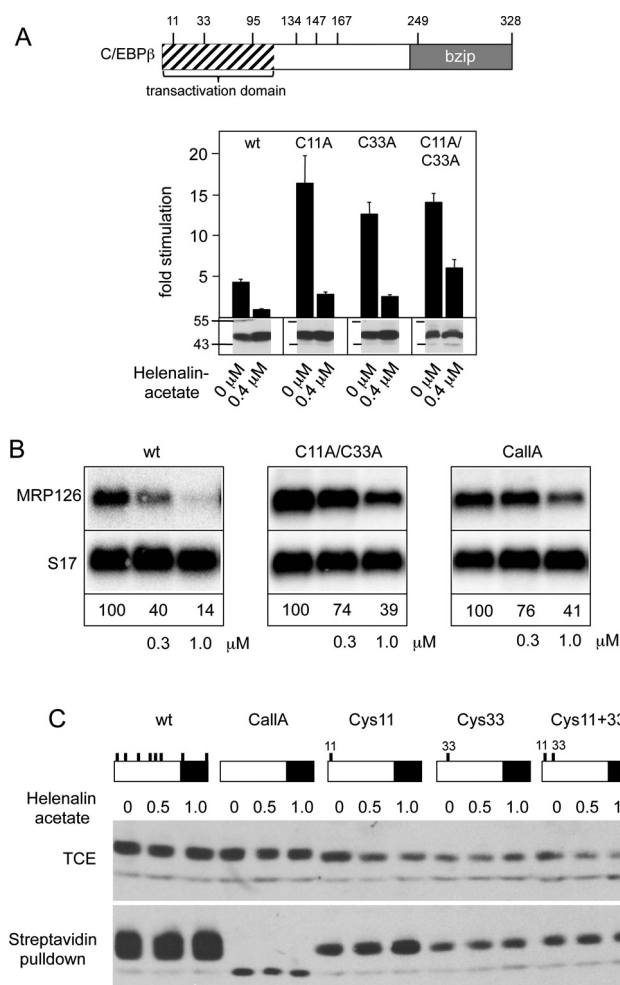 A
11 33 95 134 147 167 249 328
C/EBPβ
bzip
transactivation domain
wt C11A C33A C11A/
C33A
20
15
10
5
fold stimulation
55
43
Helenalin-
acetate
0 μM 0.4 μM 0 μM 0.4 μM 0 μM 0.4 μM 0 μM 0.4 μM
B
wt C11A/C33A CallA
MRP126
S17
100 40 14 100 74 39 100 76 41
0.3 1.0 μM 0.3 1.0 μM 0.3 1.0 μM
C
wt CallA Cys11 Cys33 Cys11+33
11 33 11 33
Helenalin
acetate
0 0.5 1.0 0 0.5 1.0 0 0.5 1.0 0 0.5 1.0 0 0.5 1
TCE
Streptavidin
pulldown